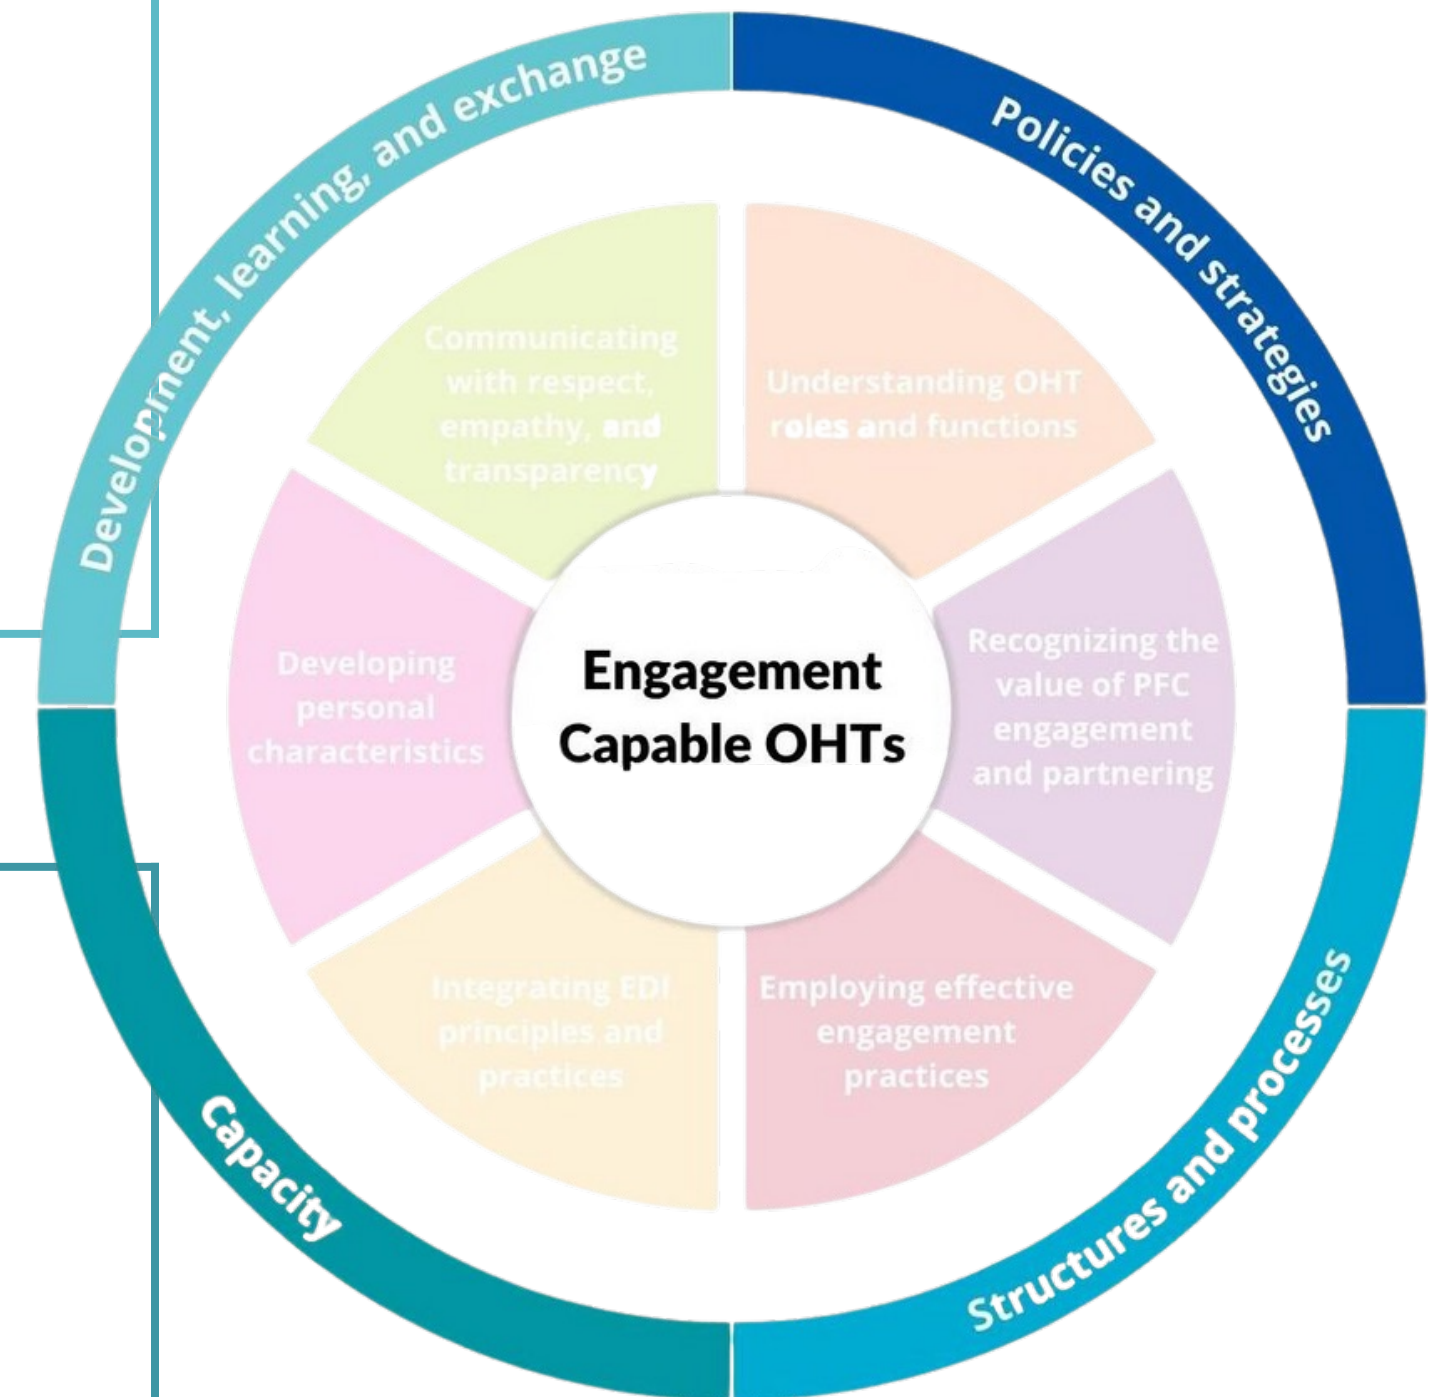 Development, learning, and exchange
Policies and strategies
Communicating
with respect,
empathy, and
transparency
Understanding OHT
roles and functions
Developing
personal
characteristics
Engagement
Capable OHTs
Recognizing the
value of PFC
engagement
and partnering
Integrating EDI
principles and
practices
Employing effective
engagement
practices
Capacity
Structures and processes